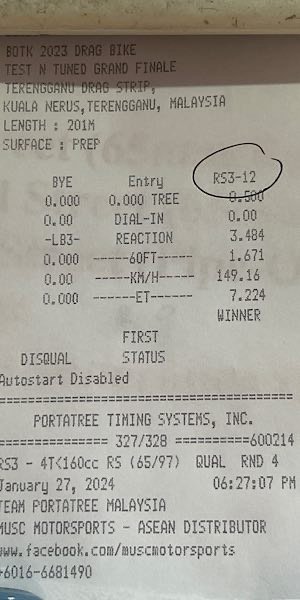 BOTK 2023 DRAG BIKE
TEST N TUNED GRAND FINALE
TERENGGANU DRAG STRIP,
KUALA NERUS,TERENGGANU, MALAYSIA
LENGTH : 201M
SURFACE : PREP
BYE Entry RS3-12
0.000 0.000 TREE 0.500
0.00 DIAL-IN 0.00
-LB3- REACTION 3.484
0.000 ------60FT----- 1.671
0.00 -----KM/H----- 149.16
0.000 ------ET----- 7.224
WINNER
FIRST
DISQUAL STATUS
Autostart Disabled
PORTATREE TIMING SYSTEMS, INC.
=============== 327/328 ==========600214
RS3 - 4T<160cc RS (65/97) QUAL RND 4
January 27, 2024 06:27:07 PM
TEAM PORTATREE MALAYSIA
MUSC MOTORSPORTS - ASEAN DISTRIBUTOR
www.facebook.com/muscmotorsports
+6016-6681490